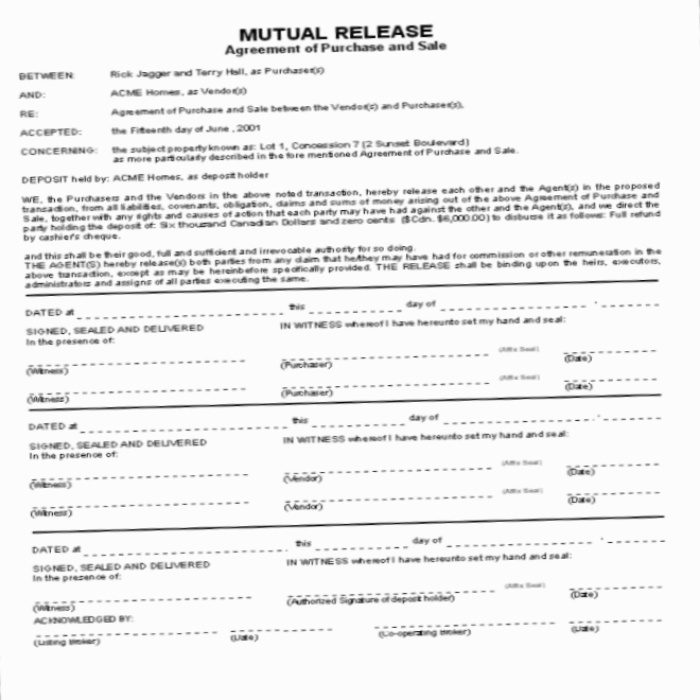 MUTUAL RELEASE
Agreement of Purchase and Sale
BETWEEN: Rick Jagger and Terry Hall, as Purchaser(s)
AND: ACME Homes, as Vendor(s)
RE: Agreement of Purchase and Sale between the Vendor(s) and Purchaser(s),
ACCEPTED: the Fifteenth day of June , 2001
CONCERNING: the subject property known as: Lot 1, Concession 7 (2 Sunset Boulevard)
as more particularly described in the fore mentioned Agreement of Purchase and Sale.
DEPOSIT held by: ACME Homes, as deposit holder
WE, the Purchasers and the Vendors in the above noted transaction, hereby release each other and the Agent(s) in the proposed
transaction, from all liabilities, covenants, obligation, claims and sums of money arising out of the above Agreement of Purchase and
Sale, together with any rights and causes of action that each party may have had against the other and the Agent(s), and we direct the
party holding the deposit of: Six thousand Canadian Dollars and zero cents ($Cdn. $6,000.00) to disburse it as follows: Full refund
by cashier's cheque.
and this shall be their good, full and sufficient and irrevocable authority for so doing.
THE AGENT(S) hereby release(s) both parties from any claim that he/they may have had for commission or other remuneration in the
above transaction, except as may be hereinbefore specifically provided. THE RELEASE shall be binding upon the heirs, executors,
administrators and assigns of all parties executing the same.
DATED at this day of ,
SIGNED, SEALED AND DELIVERED IN WITNESS whereof I have hereunto set my hand and seal:
In the presence of:
(Affix Seal)
(Witness) (Purchaser) (Date)
(Affix Seal)
(Witness) (Purchaser) (Date)
DATED at this day of ,
SIGNED, SEALED AND DELIVERED IN WITNESS whereof I have hereunto set my hand and seal:
In the presence of:
(Affix Seal)
(Witness) (Vendor) (Date)
(Affix Seal)
(Witness) (Vendor) (Date)
DATED at this day of ,
SIGNED, SEALED AND DELIVERED IN WITNESS whereof I have hereunto set my hand and seal:
In the presence of:
(Affix Seal)
(Witness) (Authorized Signature of deposit holder) (Date)
ACKNOWLEDGED BY:
(Listing Broker) (Date) (Co-operating Broker) (Date)